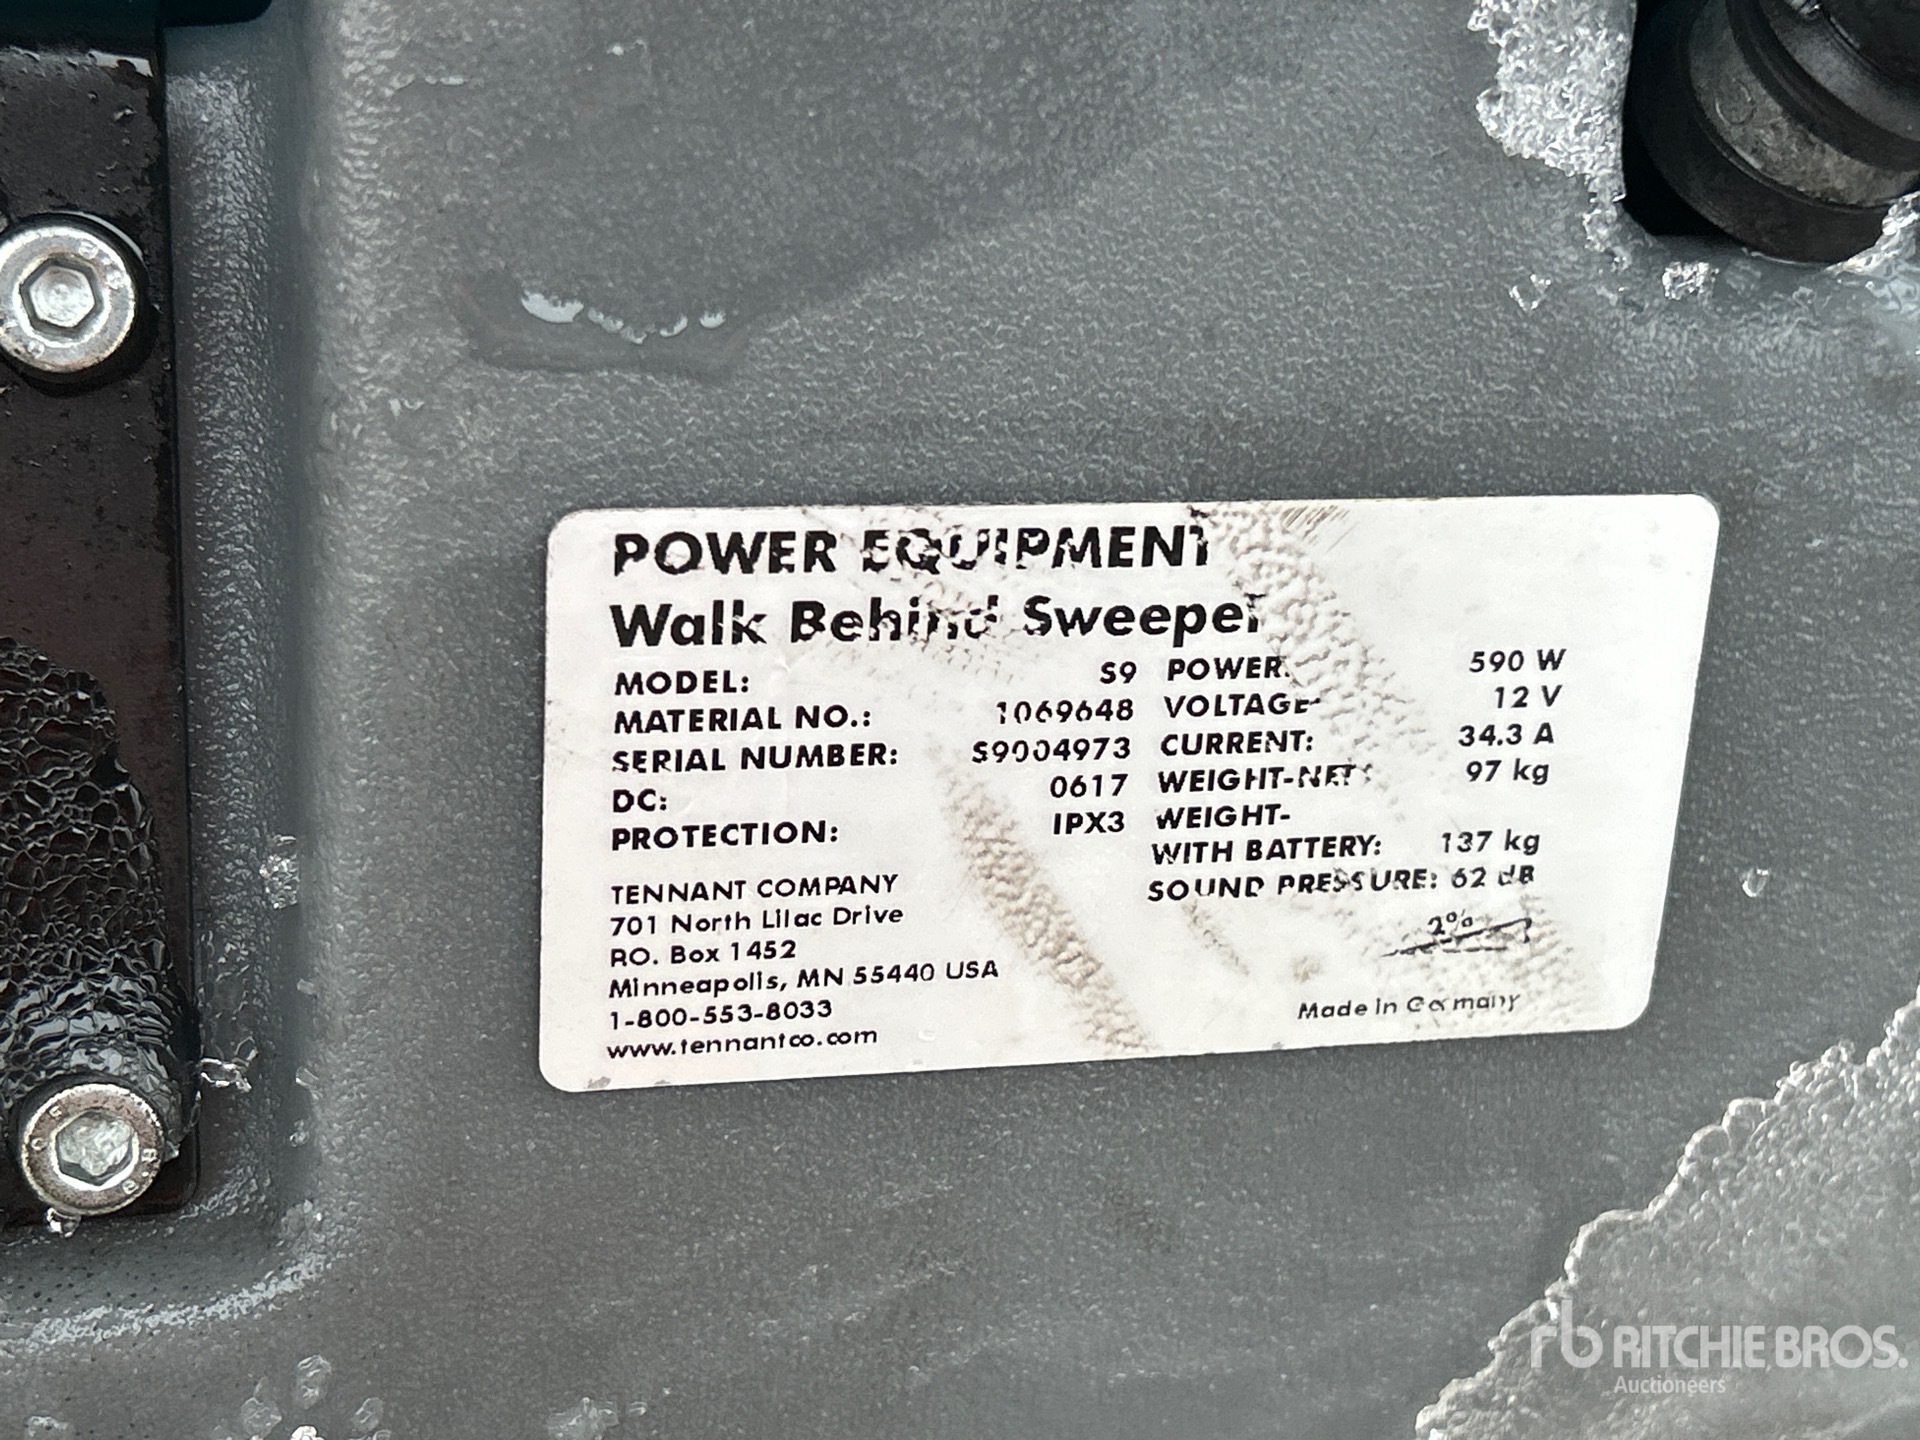 POWER EQUIPMENT
Walk Behind Sweeper
MODEL: S9 POWER: 590 W
MATERIAL NO.: 1069648 VOLTAGE: 12 V
SERIAL NUMBER: S9004973 CURRENT: 34.3 A
DC: 0617 WEIGHT-NET: 97 kg
PROTECTION: IPX3 WEIGHT-
WITH BATTERY: 137 kg
SOUND PRESSURE: 62 dB
2%
TENNANT COMPANY
701 North Lilac Drive
P.O. Box 1452
Minneapolis, MN 55440 USA
1-800-553-8033
www.tennantco.com
Made in Germany
rb RITCHIE BROS.
Auctioneers